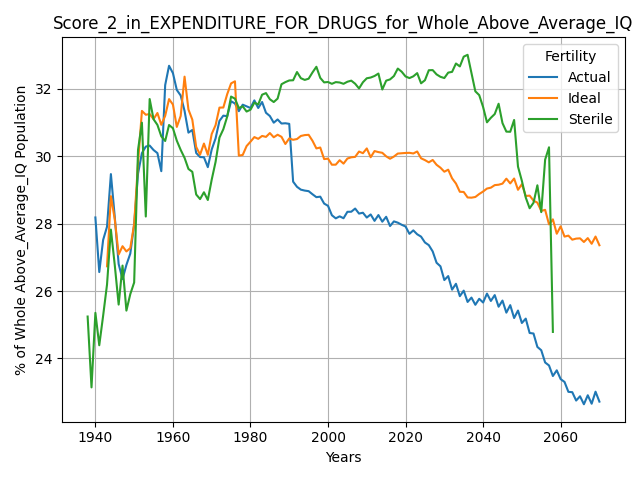 Score_2_in_EXPENDITURE_FOR_DRUGS_for_Whole_Above_Average_IQ
% of Whole Above_Average_IQ Population
32
30
28
26
24
1940
1960
1980
2000
2020
2040
2060
Years
Fertility
Actual
Ideal
Sterile